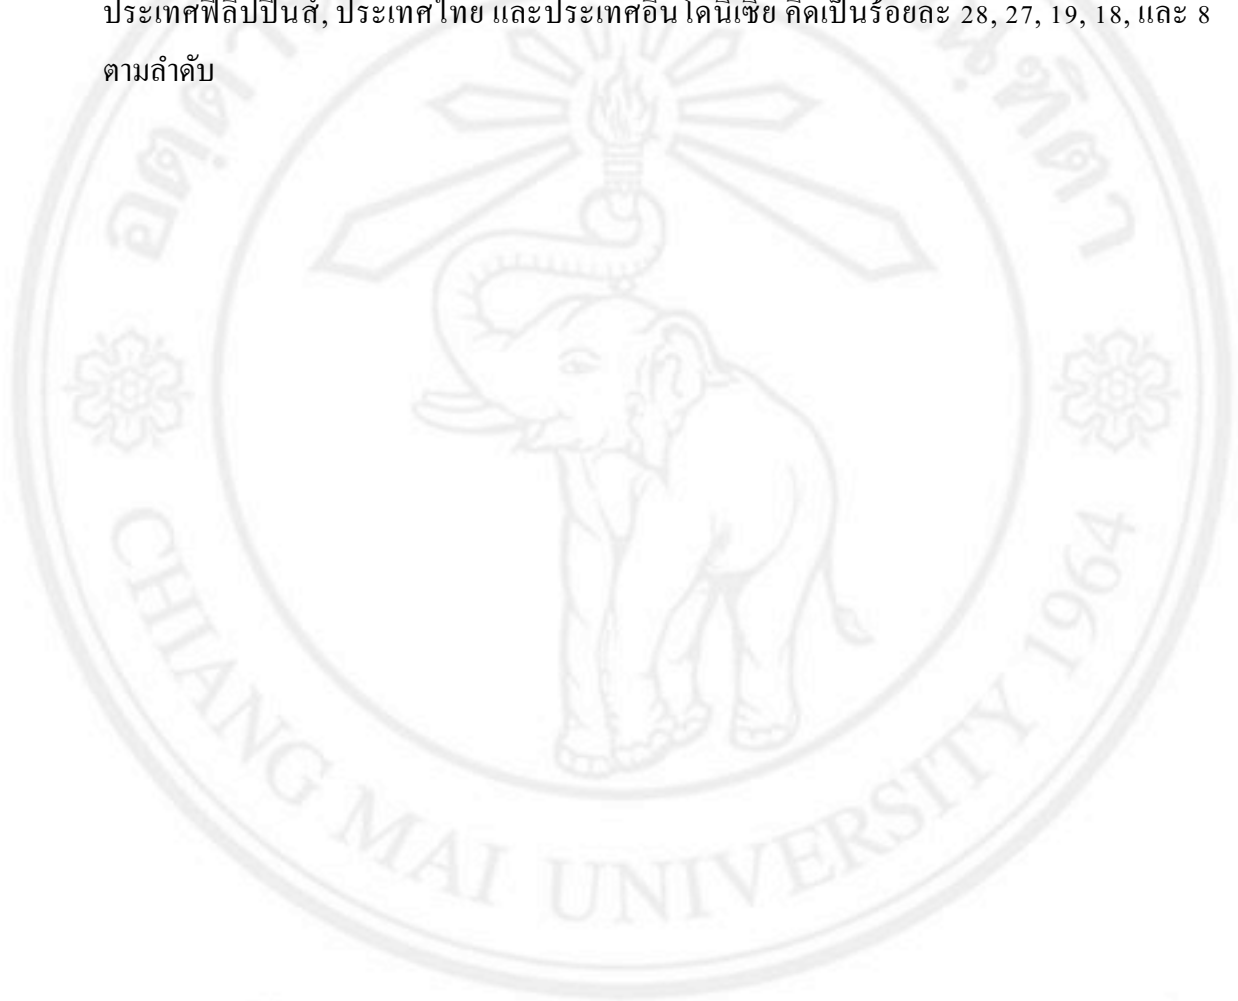 ประเทศฟิลิปปินส์, ประเทศไทย และประเทศอินโดนีเซีย คิดเป็นร้อยละ 28, 27, 19, 18, และ 8
ตามลำดับ
CHIANG MAI UNIVERSITY 1964